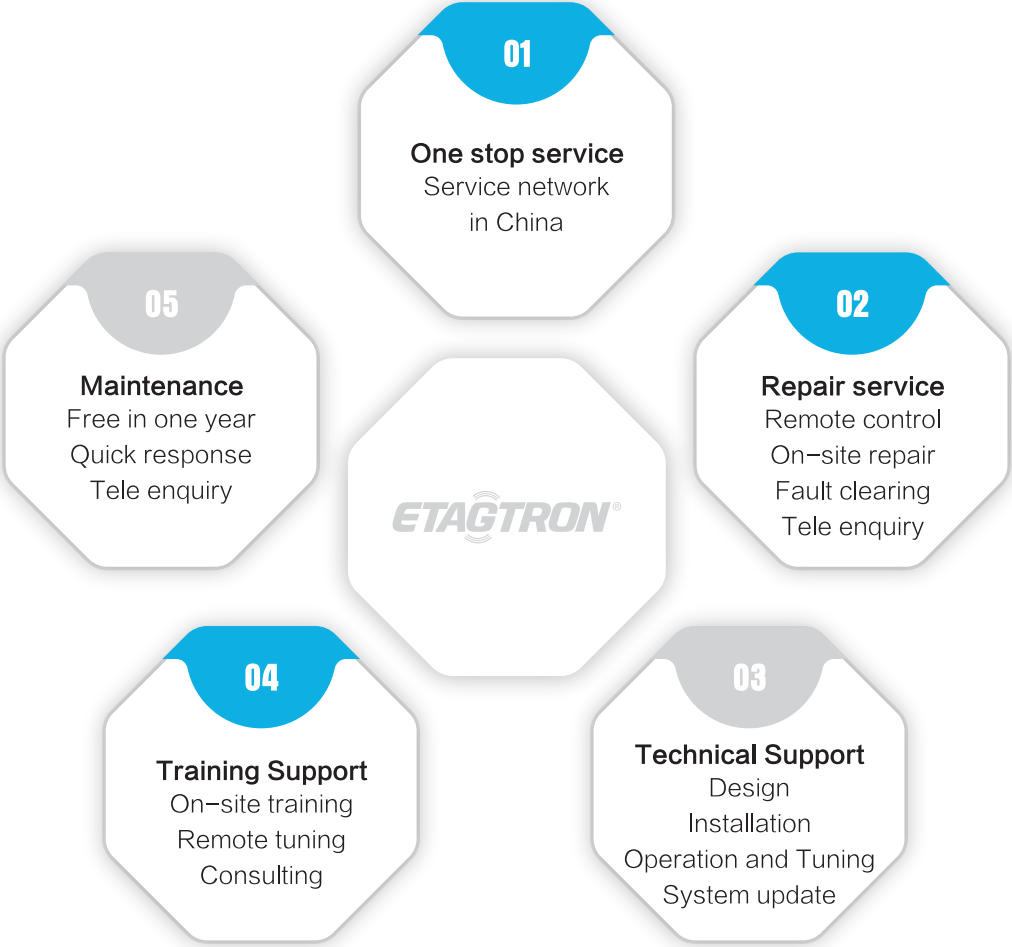 01
One stop service
Service network
in China
02
Repair service
Remote control
On-site repair
Fault clearing
Tele enquiry
03
Technical Support
Design
Installation
Operation and Tuning
System update
04
Training Support
On-site training
Remote tuning
Consulting
05
Maintenance
Free in one year
Quick response
Tele enquiry
ETAGTRON®